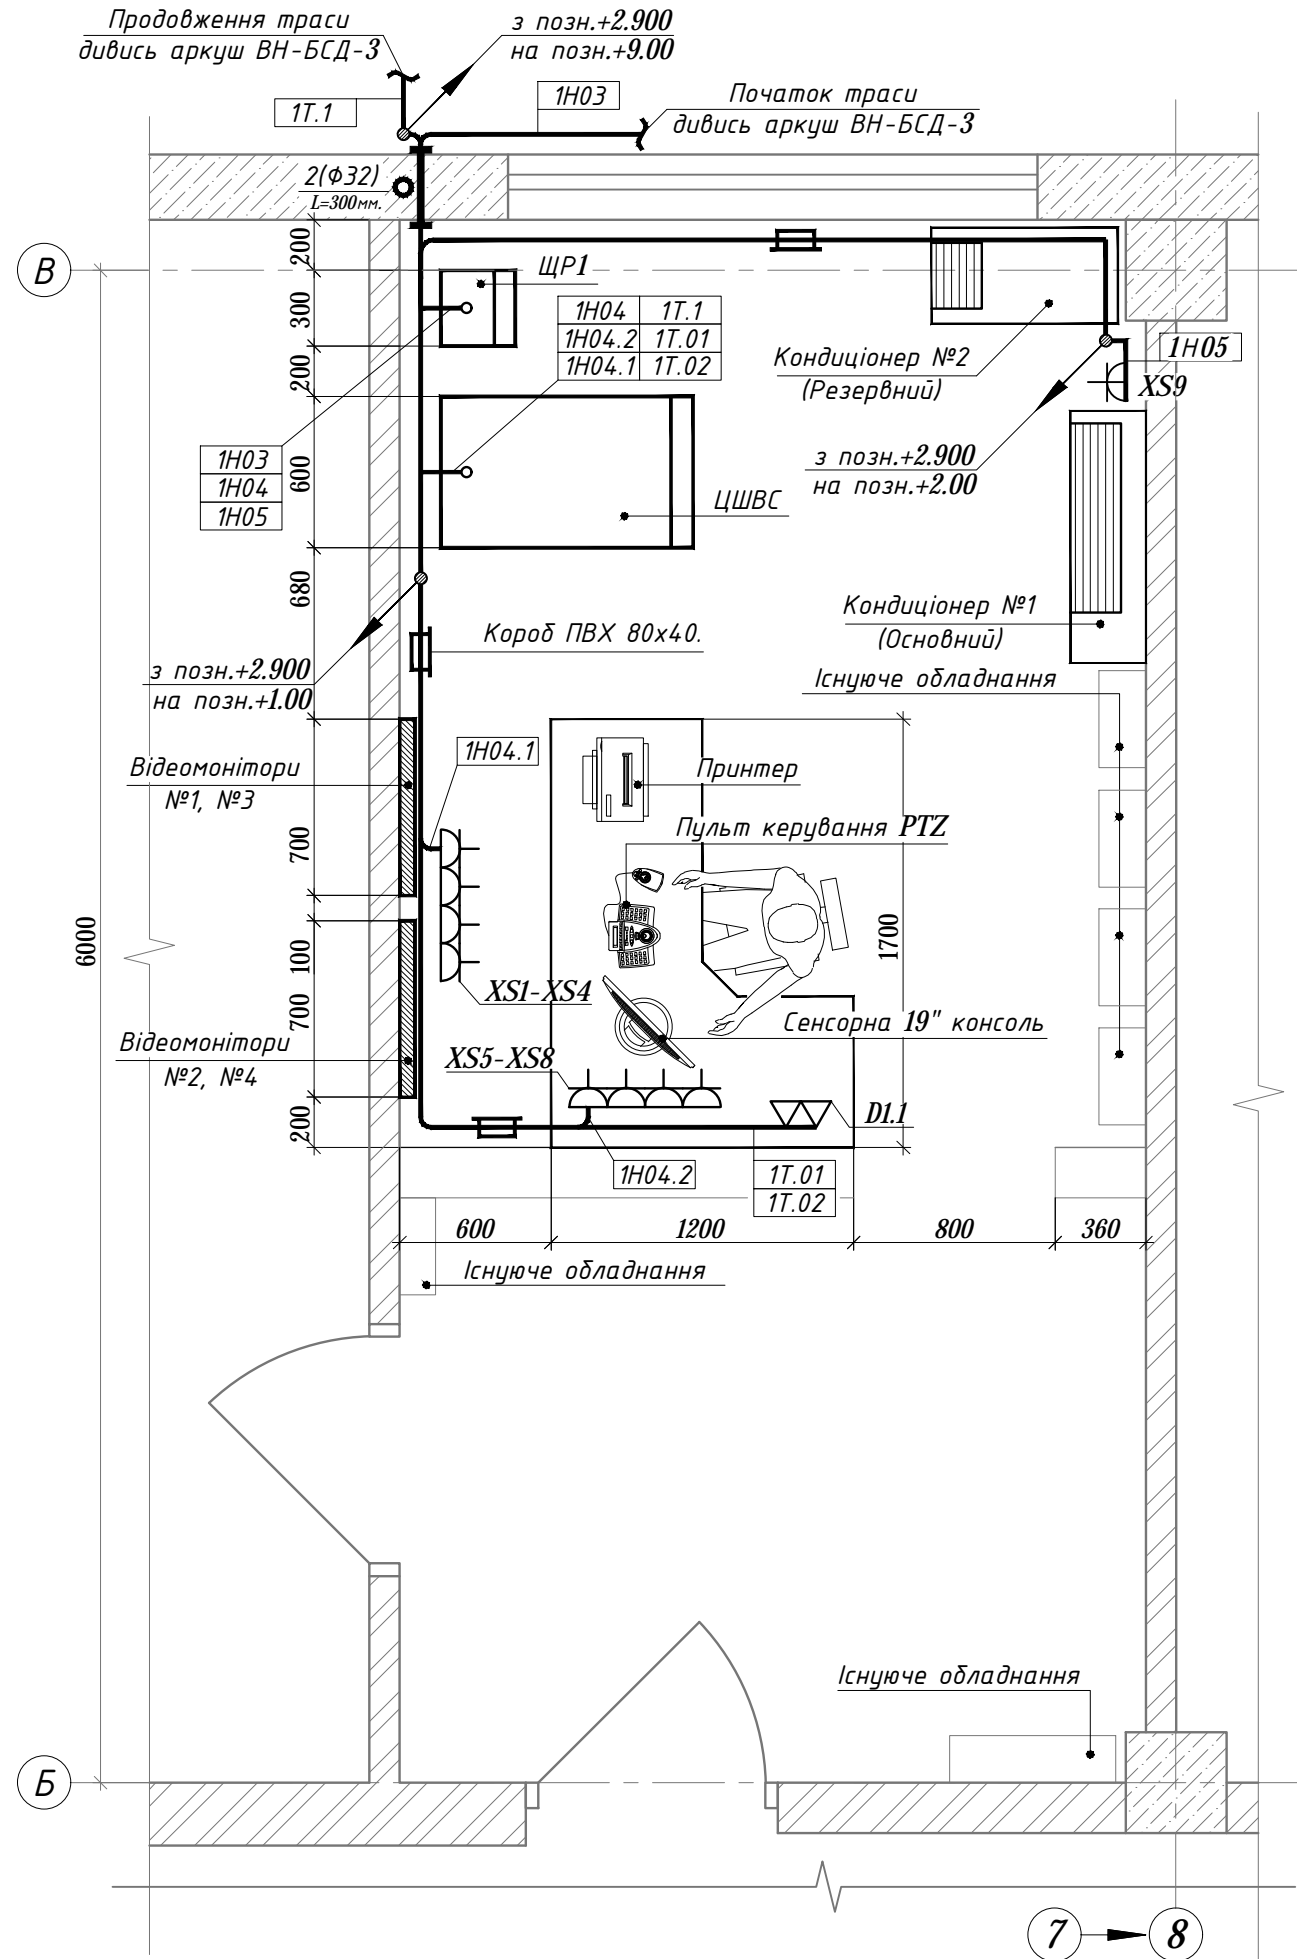 Продовження траси
дивись аркуш ВН-БСД-3
з позн.+2.900
на позн.+9.00
1Т.1
1Н03
Початок траси
дивись аркуш ВН-БСД-3
2(Ф32)
L=300мм.
200
В
ЩР1
300
1Н04 1Т.1
1Н04.2 1Т.01
1Н04.1 1Т.02
Кондиціонер №2
(Резервний)
1Н05
XS9
200
1Н03
1Н04
1Н05
600
з позн.+2.900
на позн.+2.00
ЦШВС
680
Кондиціонер №1
(Основний)
Короб ПВХ 80х40.
з позн.+2.900
на позн.+1.00
Існуюче обладнання
1Н04.1
Відеомонітори
№1, №3
Принтер
Пульт керування PTZ
700
6000
100
1700
XS1-XS4
700
Сенсорна 19" консоль
Відеомонітори
№2, №4
XS5-XS8
200
D1.1
1Н04.2
1Т.01
1Т.02
600
1200
800
360
Існуюче обладнання
Існуюче обладнання
Б
7
8